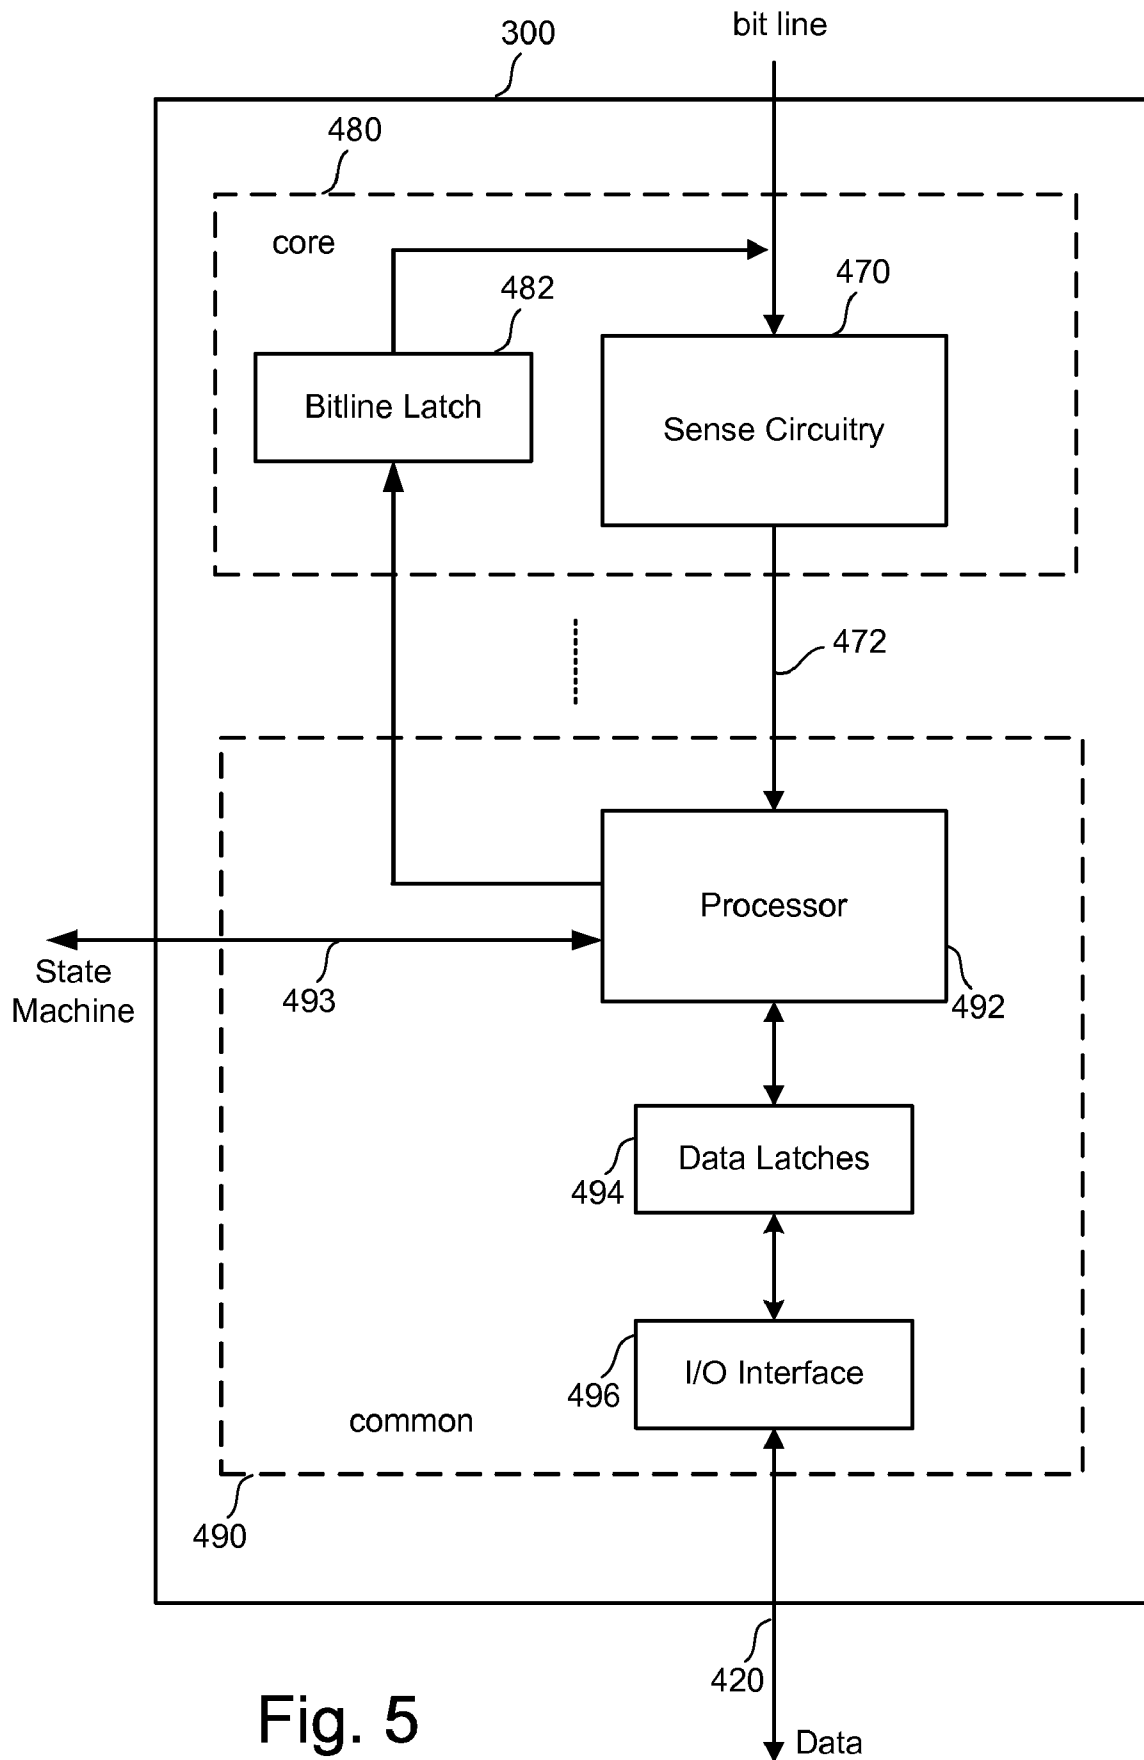 bit line
300
480
core
470
482
Bitline Latch
Sense Circuitry
472
Processor
State
Machine
493
492
Data Latches
494
I/O Interface
496
common
490
420
Fig. 5
Data